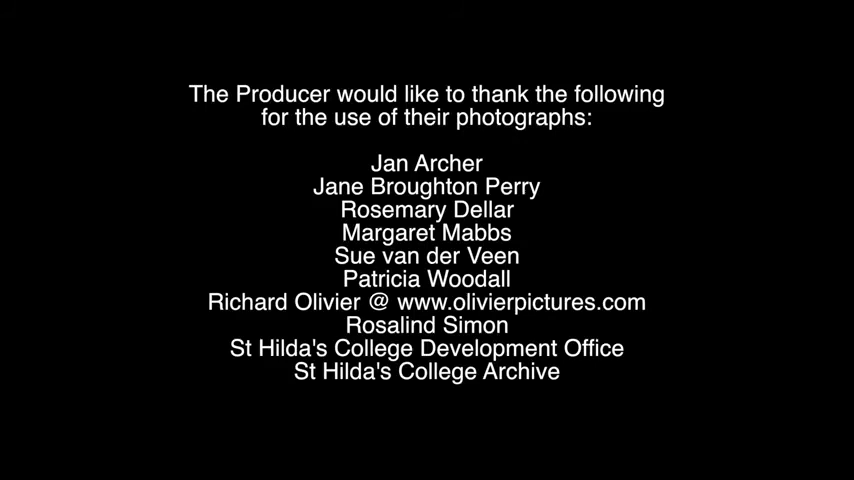 The Producer would like to thank the following
for the use of their photographs:
Jan Archer
Jane Broughton Perry
Rosemary Dellar
Margaret Mabbs
Sue van der Veen
Patricia Woodall
Richard Olivier @ www.olivierpictures.com
Rosalind Simon
St Hilda's College Development Office
St Hilda's College Archive